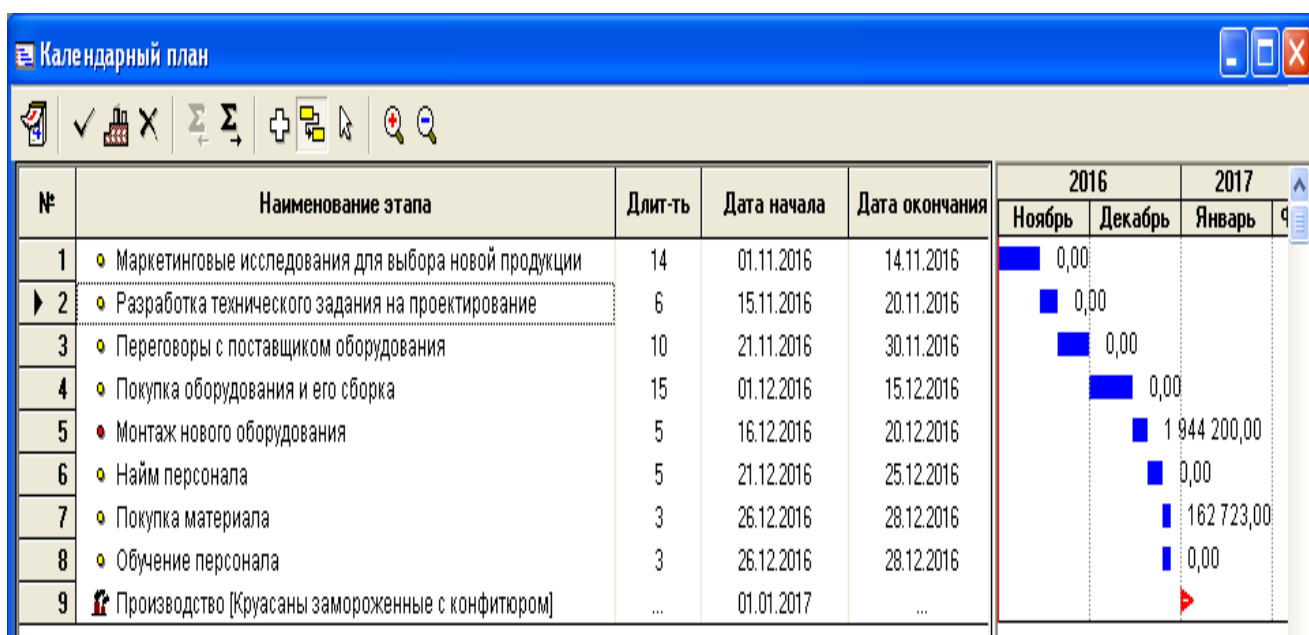 Календарный план
2016 2017
№ Наименование этапа Длит-ть Дата начала Дата окончания Ноябрь Декабрь Январь
1 Маркетинговые исследования для выбора новой продукции 14 01.11.2016 14.11.2016 0,00
2 Разработка технического задания на проектирование 6 15.11.2016 20.11.2016 0,00
3 Переговоры с поставщиком оборудования 10 21.11.2016 30.11.2016 0,00
4 Покупка оборудования и его сборка 15 01.12.2016 15.12.2016 0,00
5 Монтаж нового оборудования 5 16.12.2016 20.12.2016 1 944 200,00
6 Найм персонала 5 21.12.2016 25.12.2016 0,00
7 Покупка материала 3 26.12.2016 28.12.2016 162 723,00
8 Обучение персонала 3 26.12.2016 28.12.2016 0,00
9 Производство [Круасаны замороженные с конфитюром] ... 01.01.2017 ...